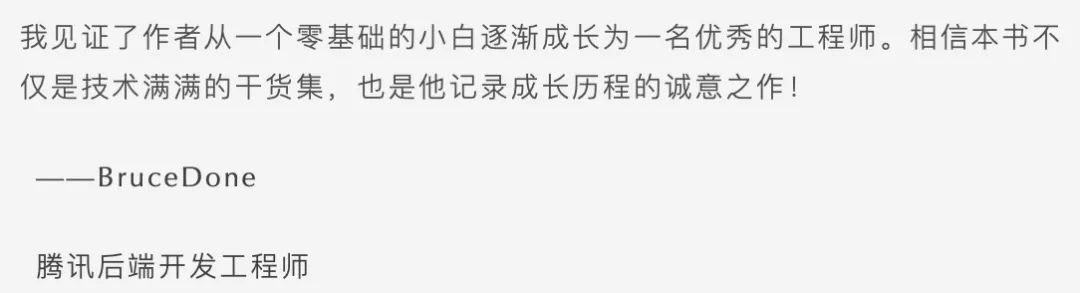 我见证了作者从一个零基础的小白逐渐成长为一名优秀的工程师。相信本书不
仅是技术满满的干货集，也是他记录成长历程的诚意之作！
——BruceDone
腾讯后端开发工程师